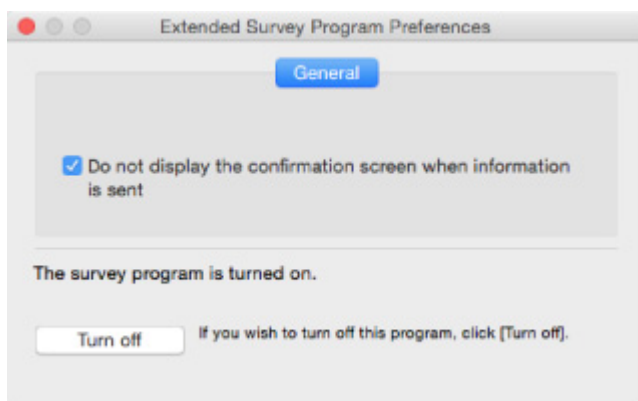 Extended Survey Program Preferences
General
Do not display the confirmation screen when information
is sent
The survey program is turned on.
Turn off
If you wish to turn off this program, click [Turn off].